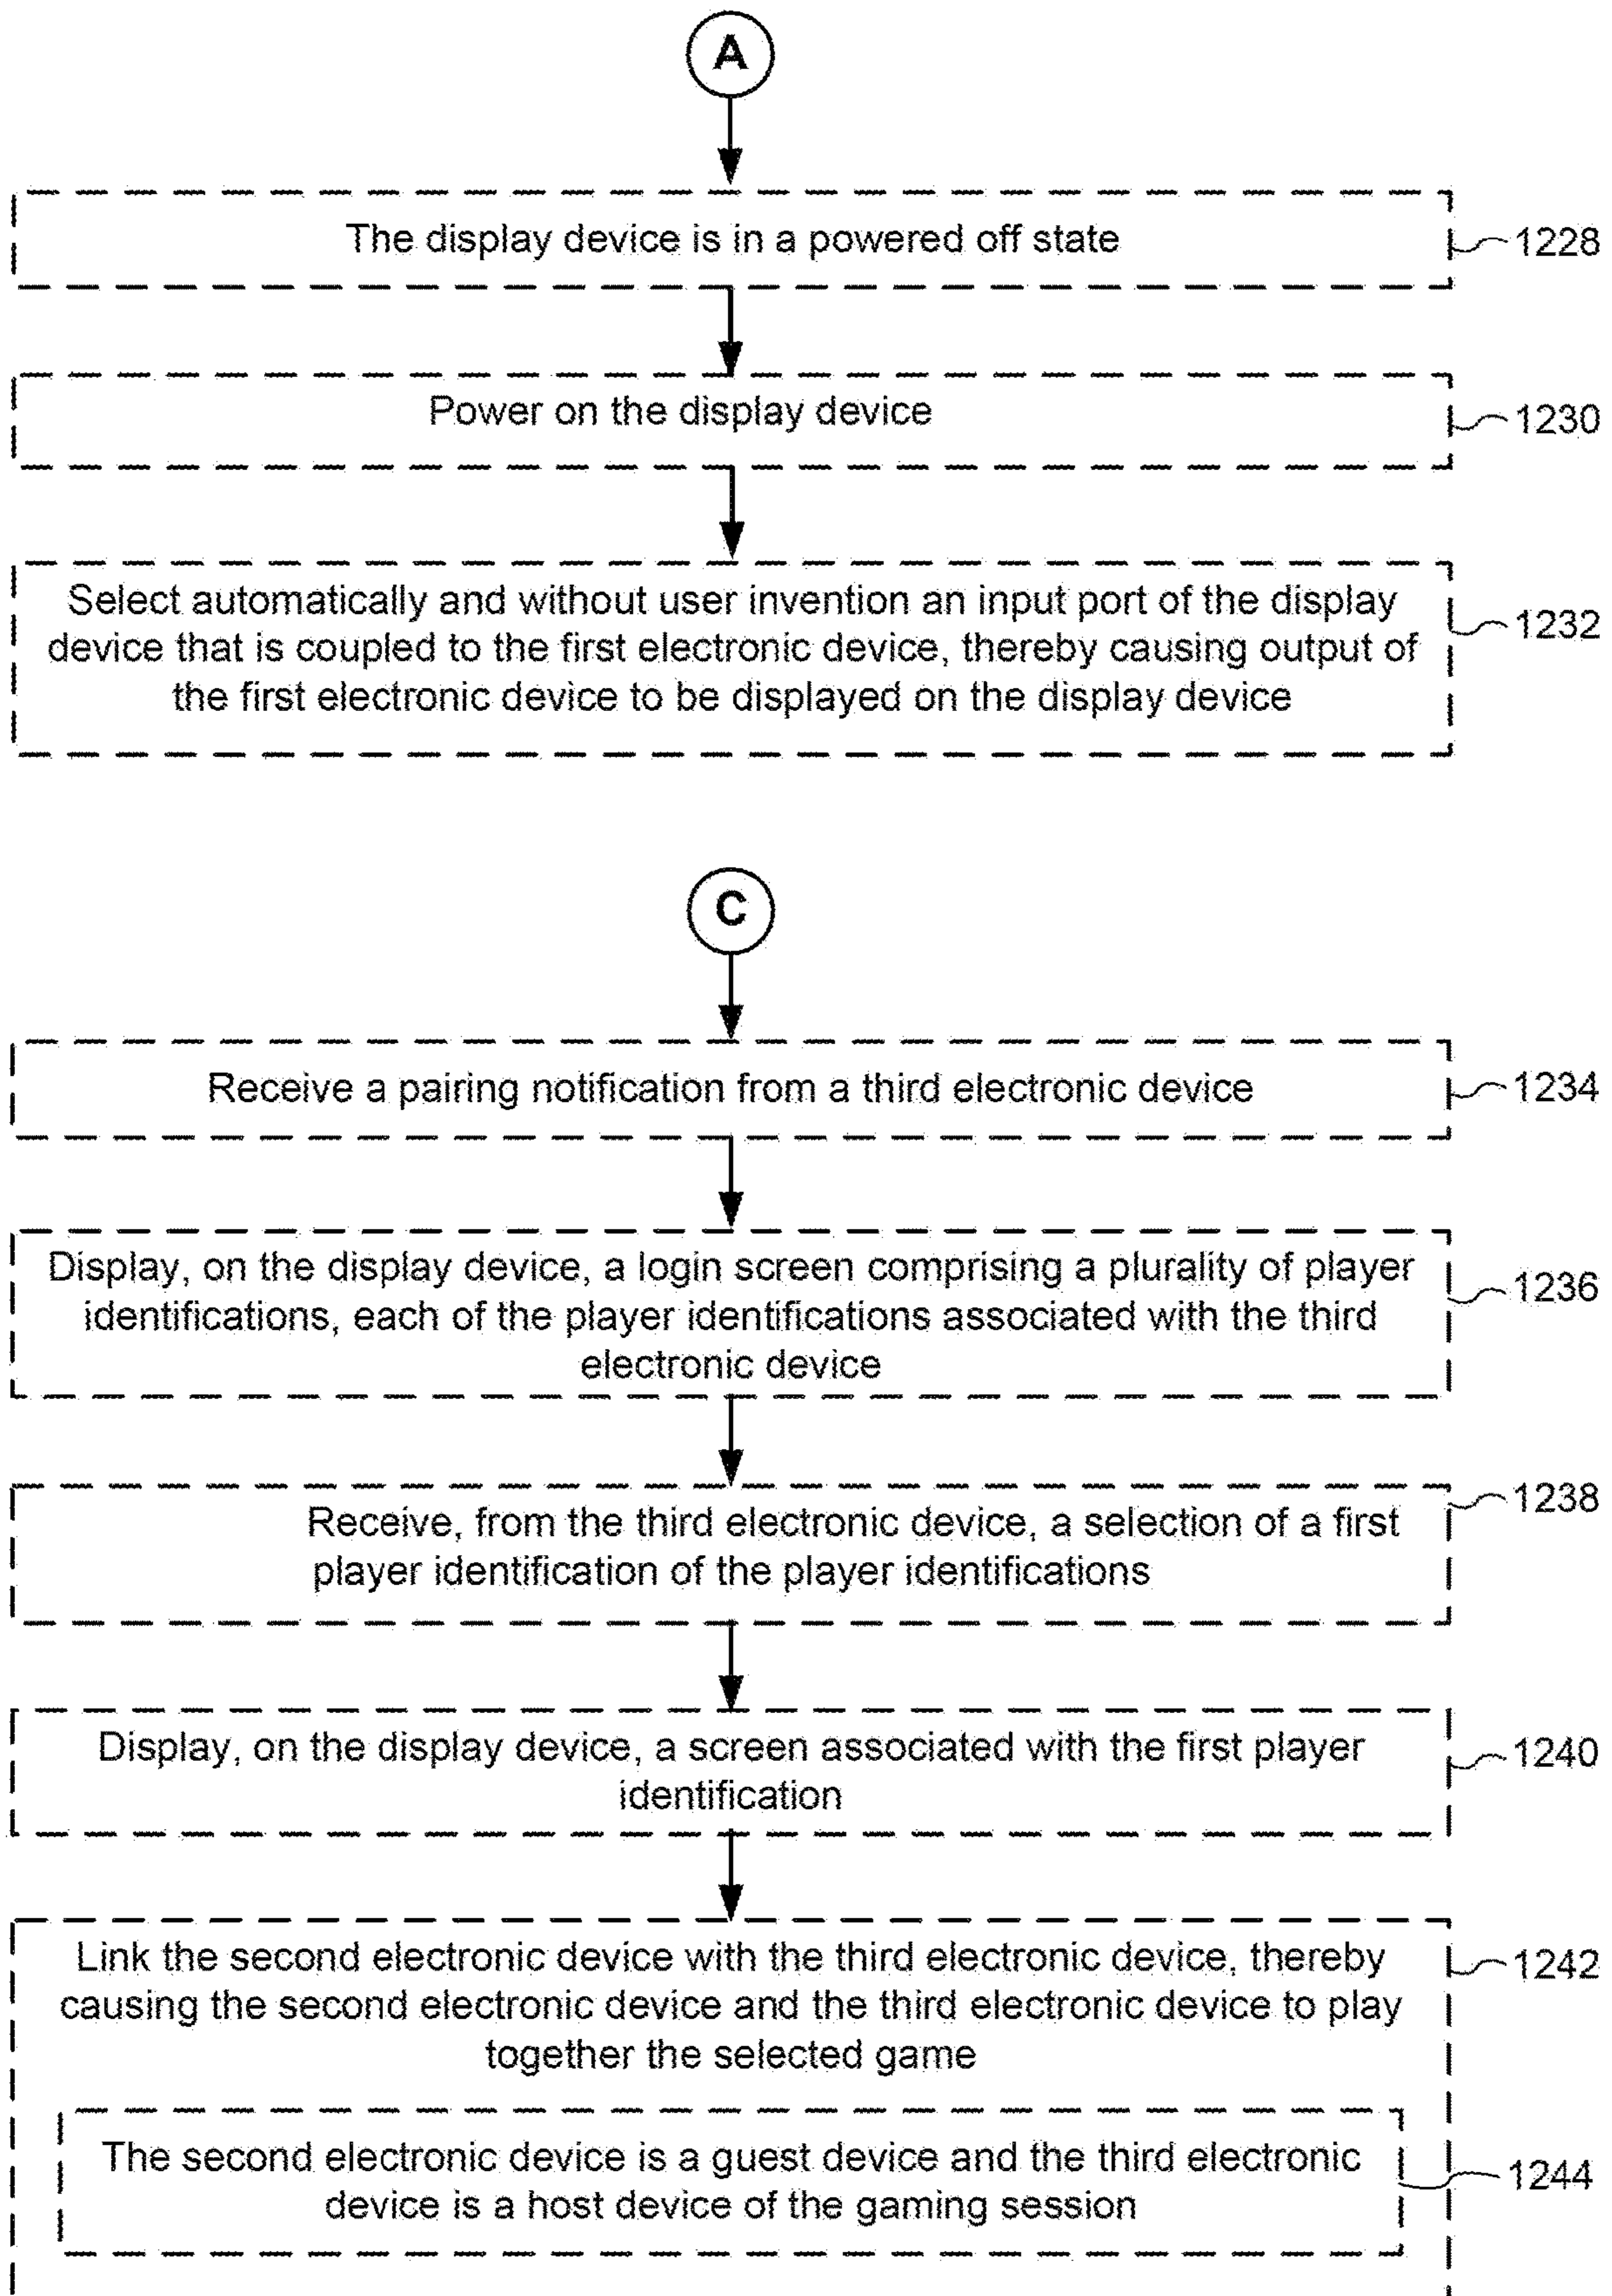 A
The display device is in a powered off state
1228
Power on the display device
1230
Select automatically and without user invention an input port of the display
device that is coupled to the first electronic device, thereby causing output of
the first electronic device to be displayed on the display device
1232
C
Receive a pairing notification from a third electronic device
1234
Display, on the display device, a login screen comprising a plurality of player
identifications, each of the player identifications associated with the third
electronic device
1236
Receive, from the third electronic device, a selection of a first
player identification of the player identifications
1238
Display, on the display device, a screen associated with the first player
identification
1240
Link the second electronic device with the third electronic device, thereby
causing the second electronic device and the third electronic device to play
together the selected game
1242
The second electronic device is a guest device and the third electronic
device is a host device of the gaming session
1244